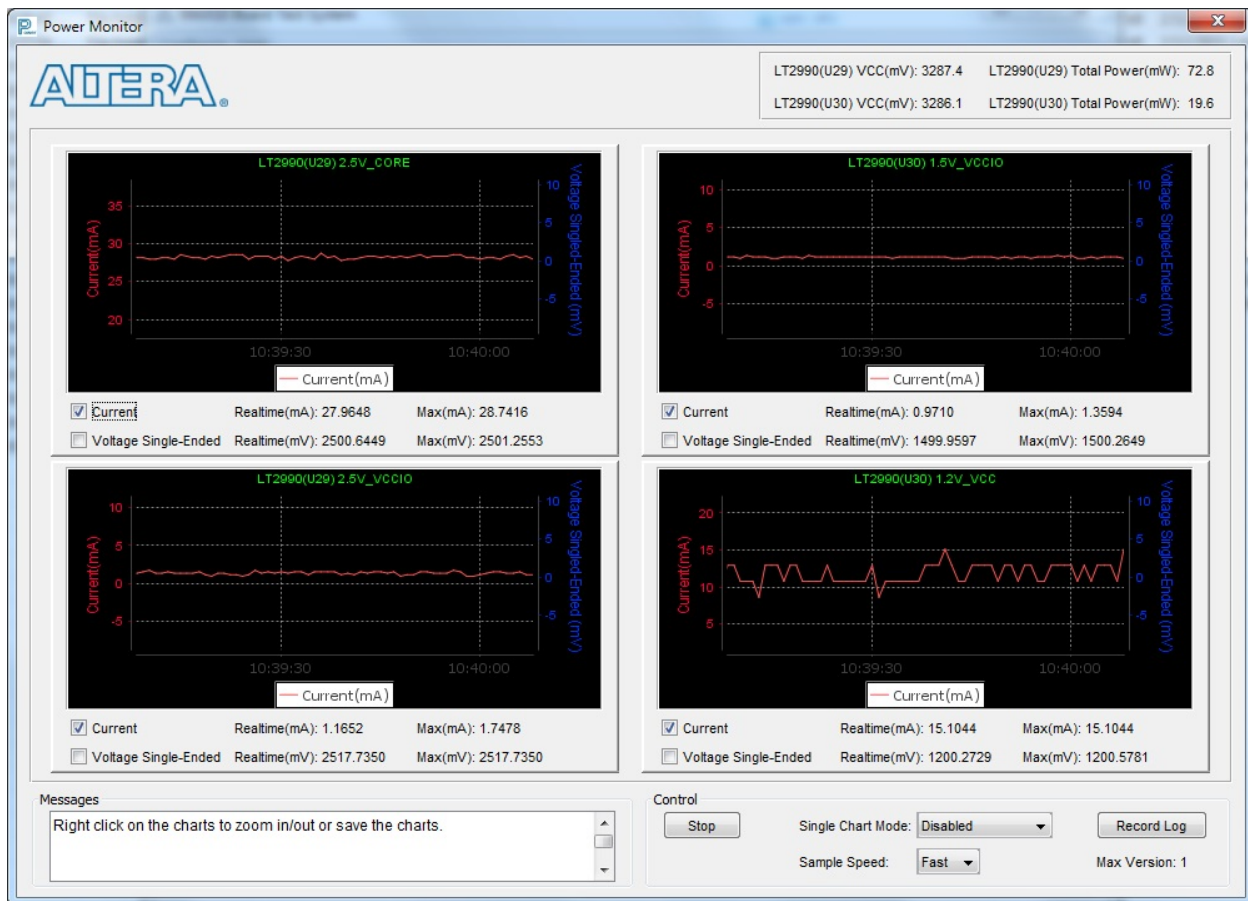 Power Monitor
ALTERA®
LT2990(U29) VCC(mV): 3287.4 LT2990(U29) Total Power(mW): 72.8
LT2990(U30) VCC(mV): 3286.1 LT2990(U30) Total Power(mW): 19.6
LT2990(U29) 2.5V_CORE
Current(mA)
35
30
25
20
10
5
0
-5
Voltage Singled-Ended (mV)
10:39:30 10:40:00
Current(mA)
Current Realtime(mA): 27.9648 Max(mA): 28.7416
Voltage Single-Ended Realtime(mV): 2500.6449 Max(mV): 2501.2553
LT2990(U30) 1.5V_VCCIO
Current(mA)
10
5
0
-5
10
5
0
-5
Voltage Singled-Ended (mV)
10:39:30 10:40:00
Current(mA)
Current Realtime(mA): 0.9710 Max(mA): 1.3594
Voltage Single-Ended Realtime(mV): 1499.9597 Max(mV): 1500.2649
LT2990(U29) 2.5V_VCCIO
Current(mA)
10
5
0
-5
10
5
0
-5
Voltage Singled-Ended (mV)
10:39:30 10:40:00
Current(mA)
Current Realtime(mA): 1.1652 Max(mA): 1.7478
Voltage Single-Ended Realtime(mV): 2517.7350 Max(mV): 2517.7350
LT2990(U30) 1.2V_VCC
Current(mA)
20
15
10
5
10
5
0
-5
Voltage Singled-Ended (mV)
10:39:30 10:40:00
Current(mA)
Current Realtime(mA): 15.1044 Max(mA): 15.1044
Voltage Single-Ended Realtime(mV): 1200.2729 Max(mV): 1200.5781
Messages
Right click on the charts to zoom in/out or save the charts.
Control
Stop Single Chart Mode: Disabled Record Log
Sample Speed: Fast Max Version: 1